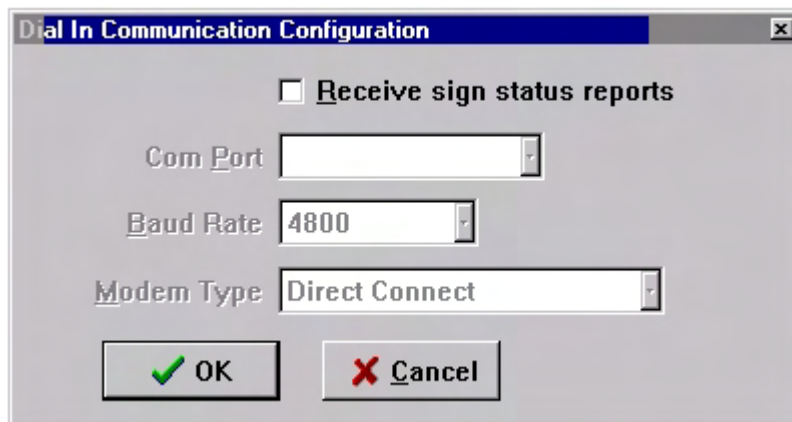 Dial In Communication Configuration
Receive sign status reports
Com Port
Baud Rate 4800
Modem Type Direct Connect
OK Cancel